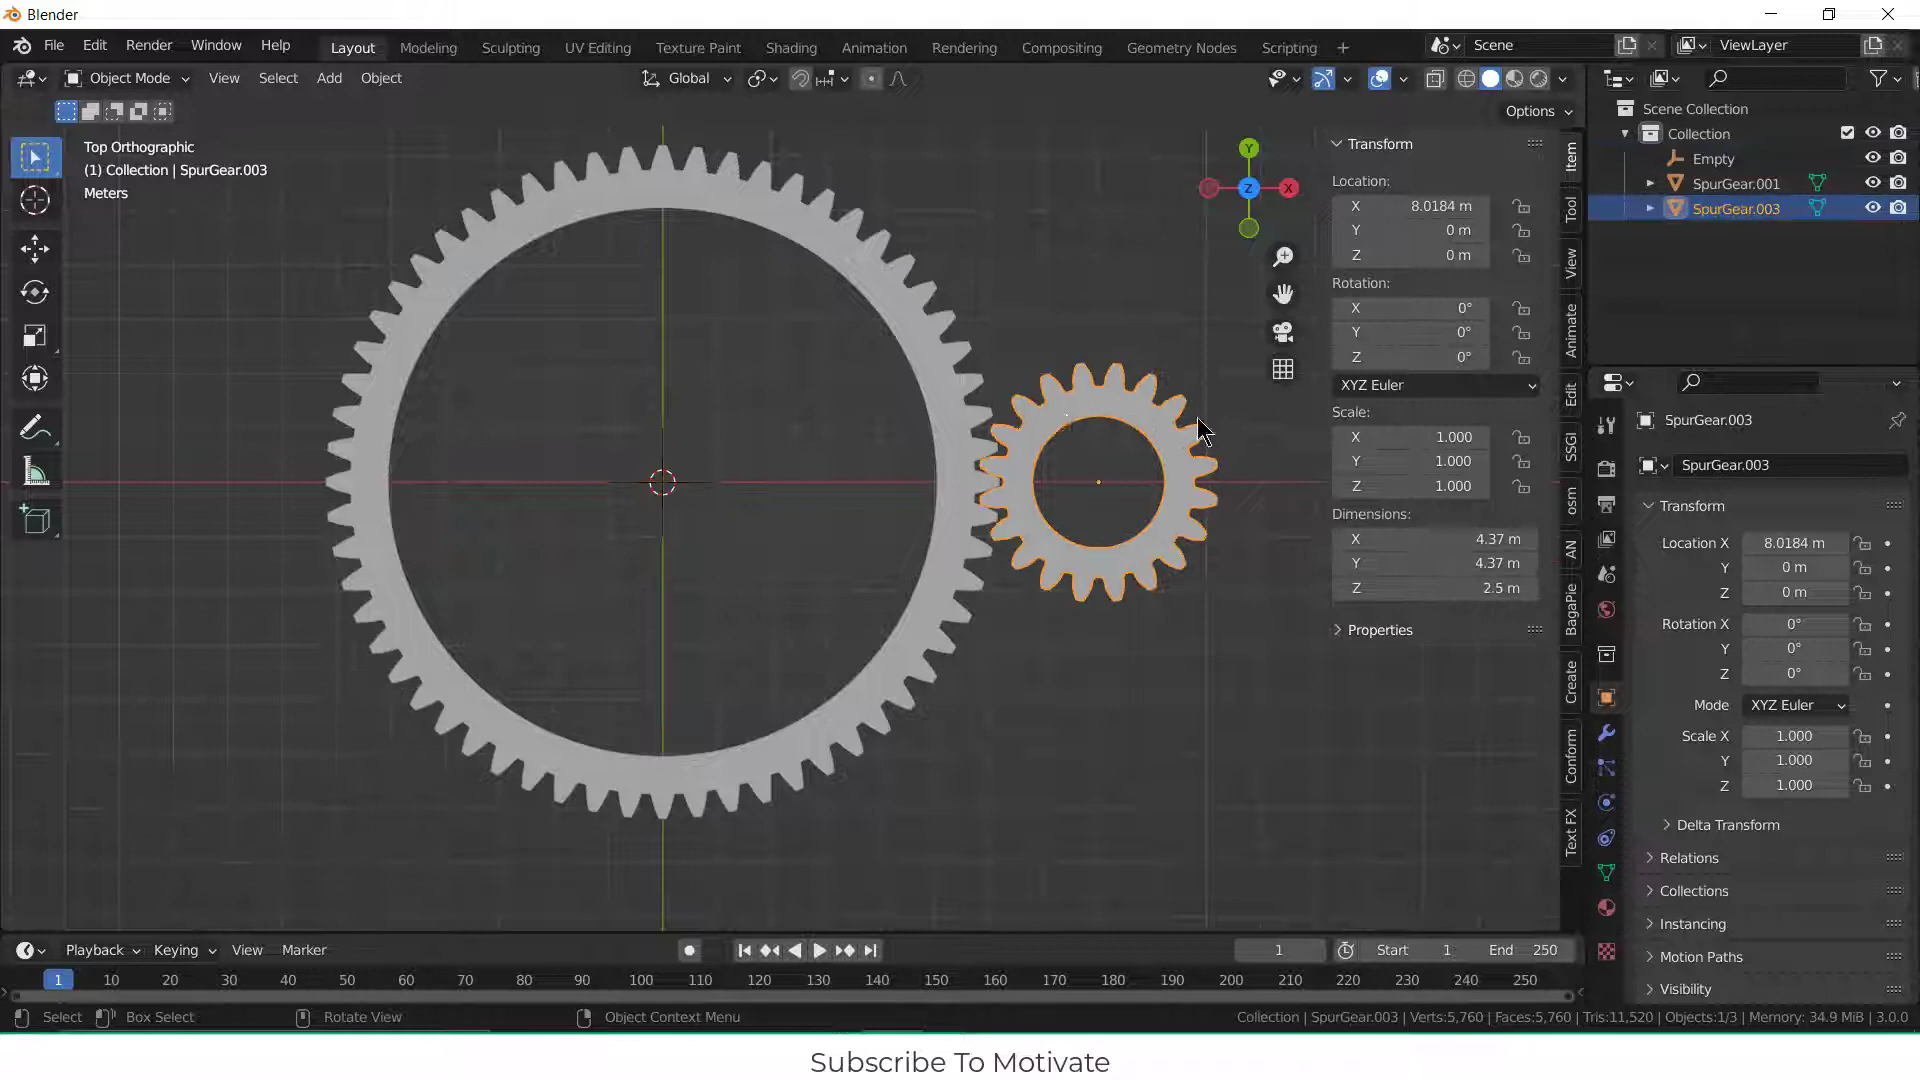 Blender
File Edit Render Window Help
Layout Modeling Sculpting UV Editing Texture Paint Shading Animation Rendering Compositing Geometry Nodes Scripting
Scene
ViewLayer
Object Mode View Select Add Object
Global
Options
Top Orthographic
(1) Collection | SpurGear.003
Meters
Y
X
Z
Transform
Location:
X 8.0184 m
Y 0 m
Z 0 m
Rotation:
X 0°
Y 0°
Z 0°
XYZ Euler
Scale:
X 1.000
Y 1.000
Z 1.000
Dimensions:
X 4.37 m
Y 4.37 m
Z 2.5 m
Properties
Item
Tool
View
Animate
Edit
SSGI
osm
AN
BagaPie
Create
Conform
Text FX
Scene Collection
Collection
Empty
SpurGear.001
SpurGear.003
SpurGear.003
SpurGear.003
Transform
Location X 8.0184 m
Y 0 m
Z 0 m
Rotation X 0°
Y 0°
Z 0°
Mode XYZ Euler
Scale X 1.000
Y 1.000
Z 1.000
Delta Transform
Relations
Collections
Instancing
Motion Paths
Visibility
Playback Keying View Marker
1
Start 1 End 250
1 10 20 30 40 50 60 70 80 90 100 110 120 130 140 150 160 170 180 190 200 210 220 230 240 250
Select Box Select Rotate View Object Context Menu
Collection | SpurGear.003 | Verts:5,760 | Faces:5,760 | Tris:11,520 | Objects:1/3 | Memory: 34.9 MiB | 3.0.0
Subscribe To Motivate